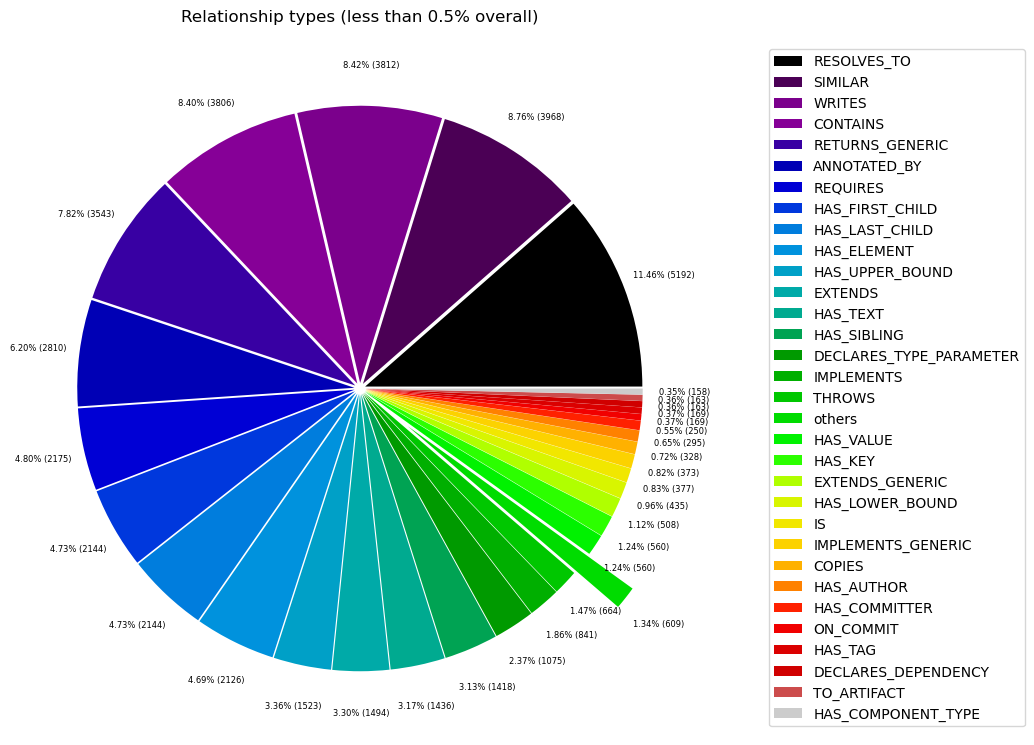 Relationship types (less than 0.5% overall)
11.46% (5192)
8.76% (3968)
8.42% (3812)
8.40% (3806)
7.82% (3543)
6.20% (2810)
4.80% (2175)
4.73% (2144)
4.73% (2144)
4.69% (2126)
3.36% (1523)
3.30% (1494)
3.17% (1436)
3.13% (1418)
2.37% (1075)
1.86% (841)
1.47% (664)
1.34% (609)
1.24% (560)
1.24% (560)
1.12% (508)
0.96% (435)
0.83% (377)
0.82% (373)
0.72% (328)
0.65% (295)
0.55% (250)
0.37% (169)
0.37% (169)
0.36% (163)
0.36% (163)
0.35% (158)
RESOLVES_TO
SIMILAR
WRITES
CONTAINS
RETURNS_GENERIC
ANNOTATED_BY
REQUIRES
HAS_FIRST_CHILD
HAS_LAST_CHILD
HAS_ELEMENT
HAS_UPPER_BOUND
EXTENDS
HAS_TEXT
HAS_SIBLING
DECLARES_TYPE_PARAMETER
IMPLEMENTS
THROWS
others
HAS_VALUE
HAS_KEY
EXTENDS_GENERIC
HAS_LOWER_BOUND
IS
IMPLEMENTS_GENERIC
COPIES
HAS_AUTHOR
HAS_COMMITTER
ON_COMMIT
HAS_TAG
DECLARES_DEPENDENCY
TO_ARTIFACT
HAS_COMPONENT_TYPE